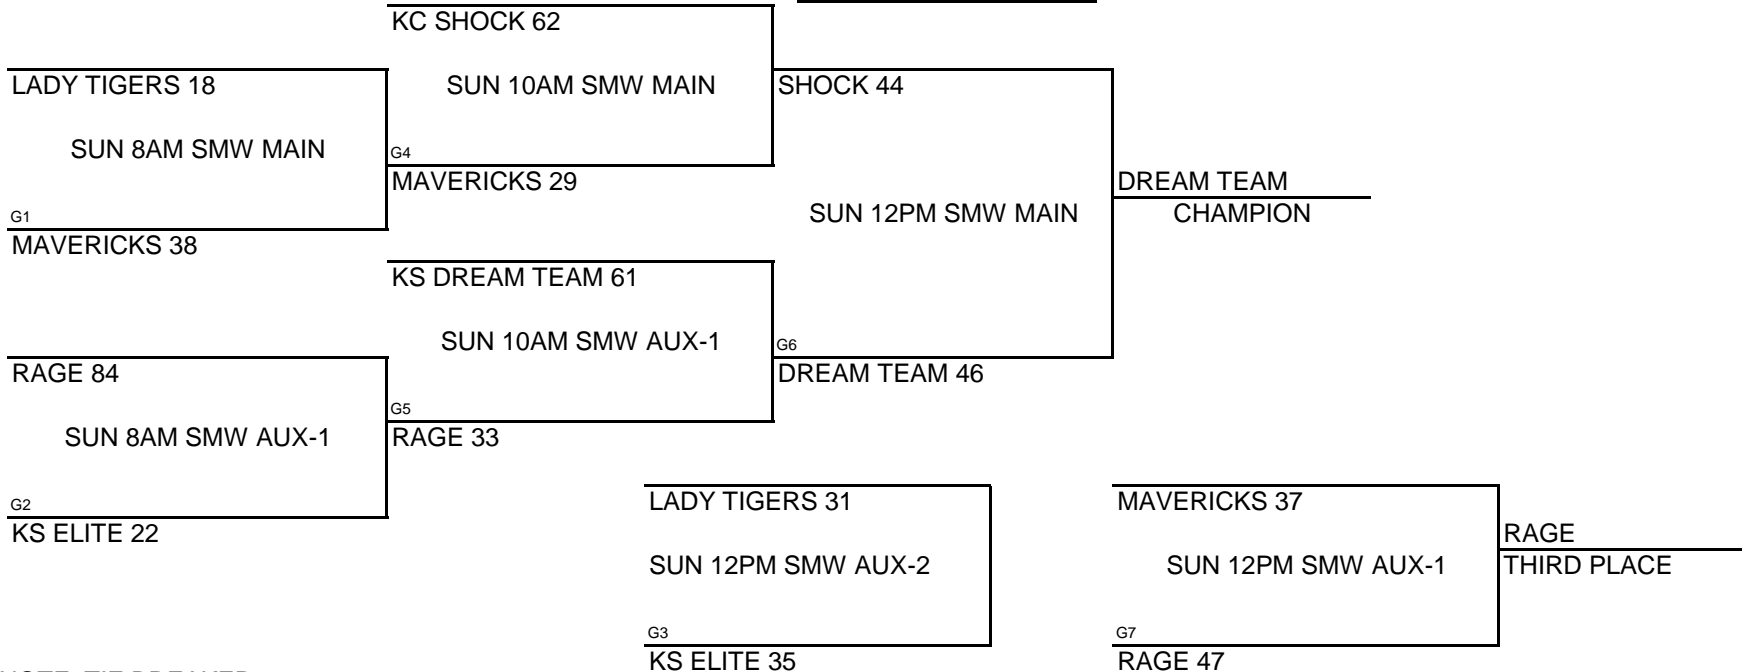 KC SHOCK 62
LADY TIGERS 18
SUN 10AM SMW MAIN
SHOCK 44
SUN 8AM SMW MAIN
G4
MAVERICKS 29
DREAM TEAM
G1
SUN 12PM SMW MAIN
CHAMPION
MAVERICKS 38
KS DREAM TEAM 61
SUN 10AM SMW AUX-1
G6
RAGE 84
DREAM TEAM 46
G5
SUN 8AM SMW AUX-1
RAGE 33
G2
LADY TIGERS 31
MAVERICKS 37
KS ELITE 22
RAGE
SUN 12PM SMW AUX-2
SUN 12PM SMW AUX-1
THIRD PLACE
G3
G7
KS ELITE 35
RAGE 47